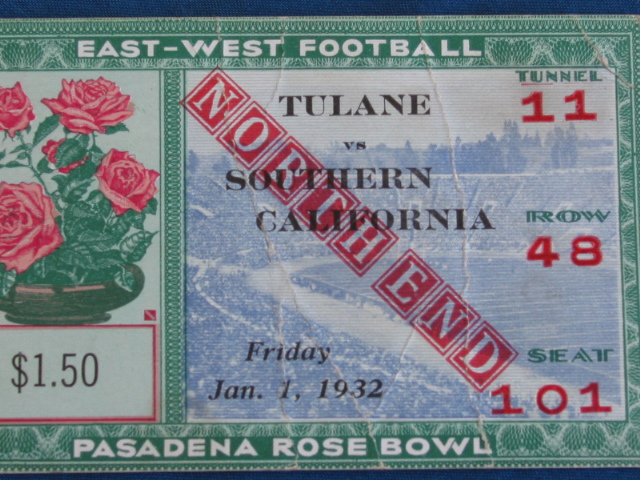 EAST-WEST FOOTBALL
TULANE
vs
SOUTHERN
CALIFORNIA
NORTH END
Friday
Jan. 1, 1932
TUNNEL
11
ROW
48
SEAT
101
$1.50
PASADENA ROSE BOWL